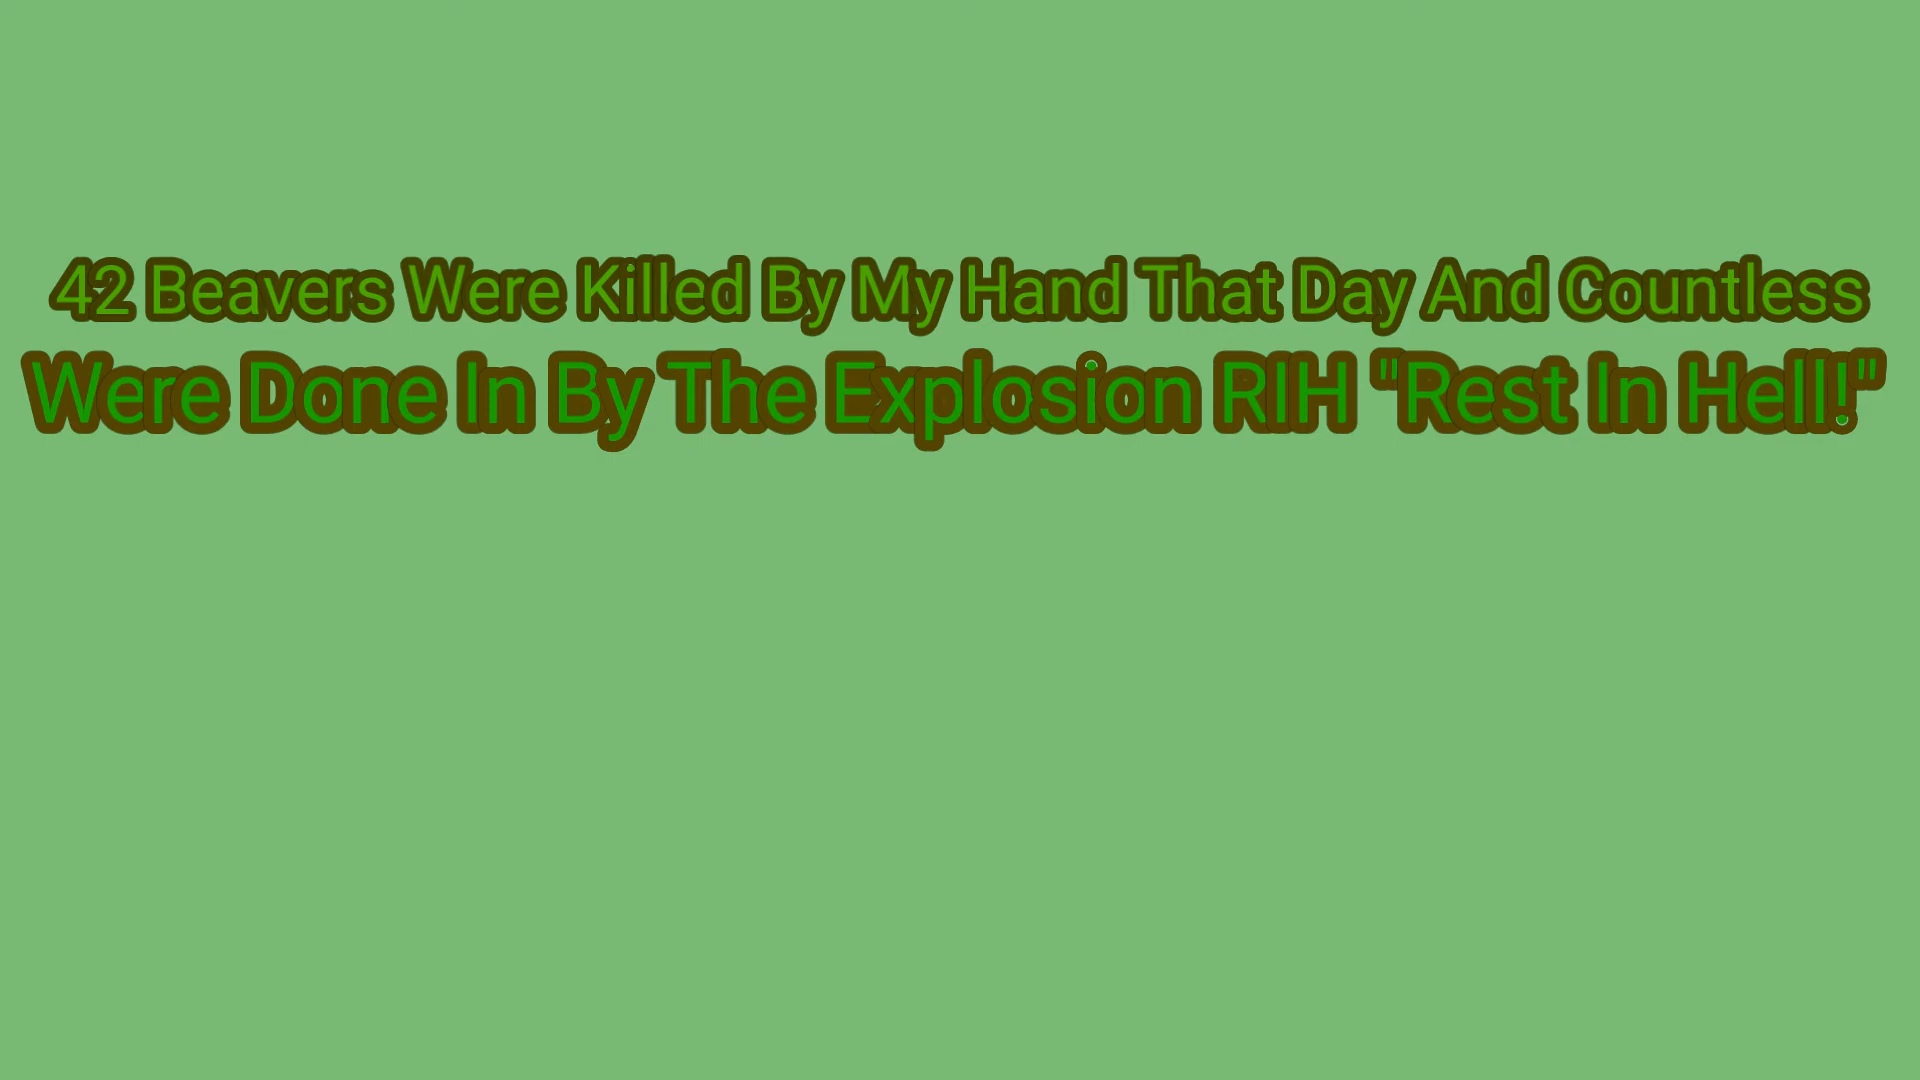 42 Beavers Were Killed By My Hand That Day And Countless
Were Done In By The Explosion RIH "Rest In Hell!"